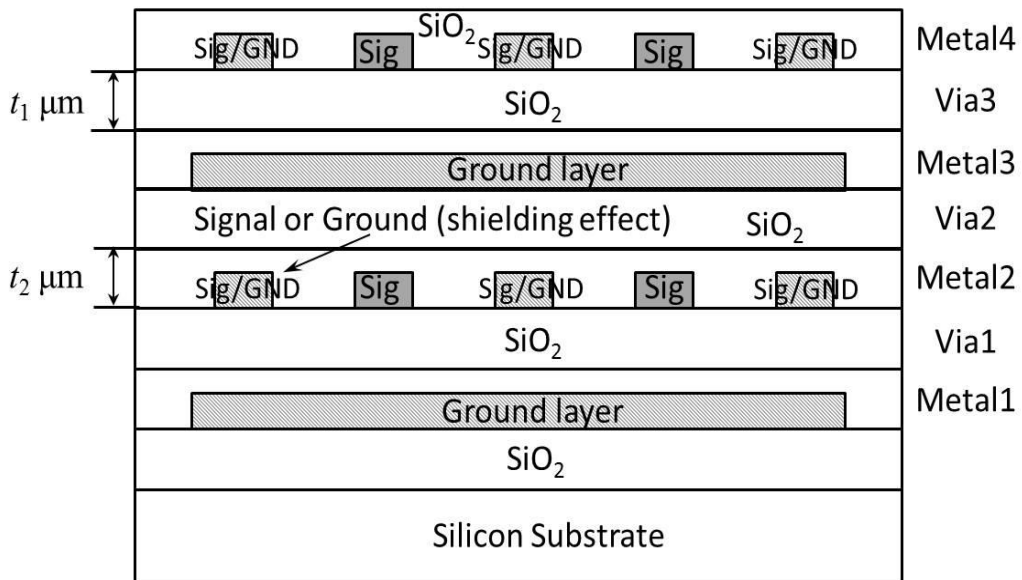 SiO₂
Sig/GND Sig Sig/GND Sig Sig/GND Metal4
t₁ μm SiO₂ Via3
Ground layer Metal3
Signal or Ground (shielding effect) SiO₂ Via2
t₂ μm Sig/GND Sig Sig/GND Sig Sig/GND Metal2
SiO₂ Via1
Ground layer Metal1
SiO₂
Silicon Substrate